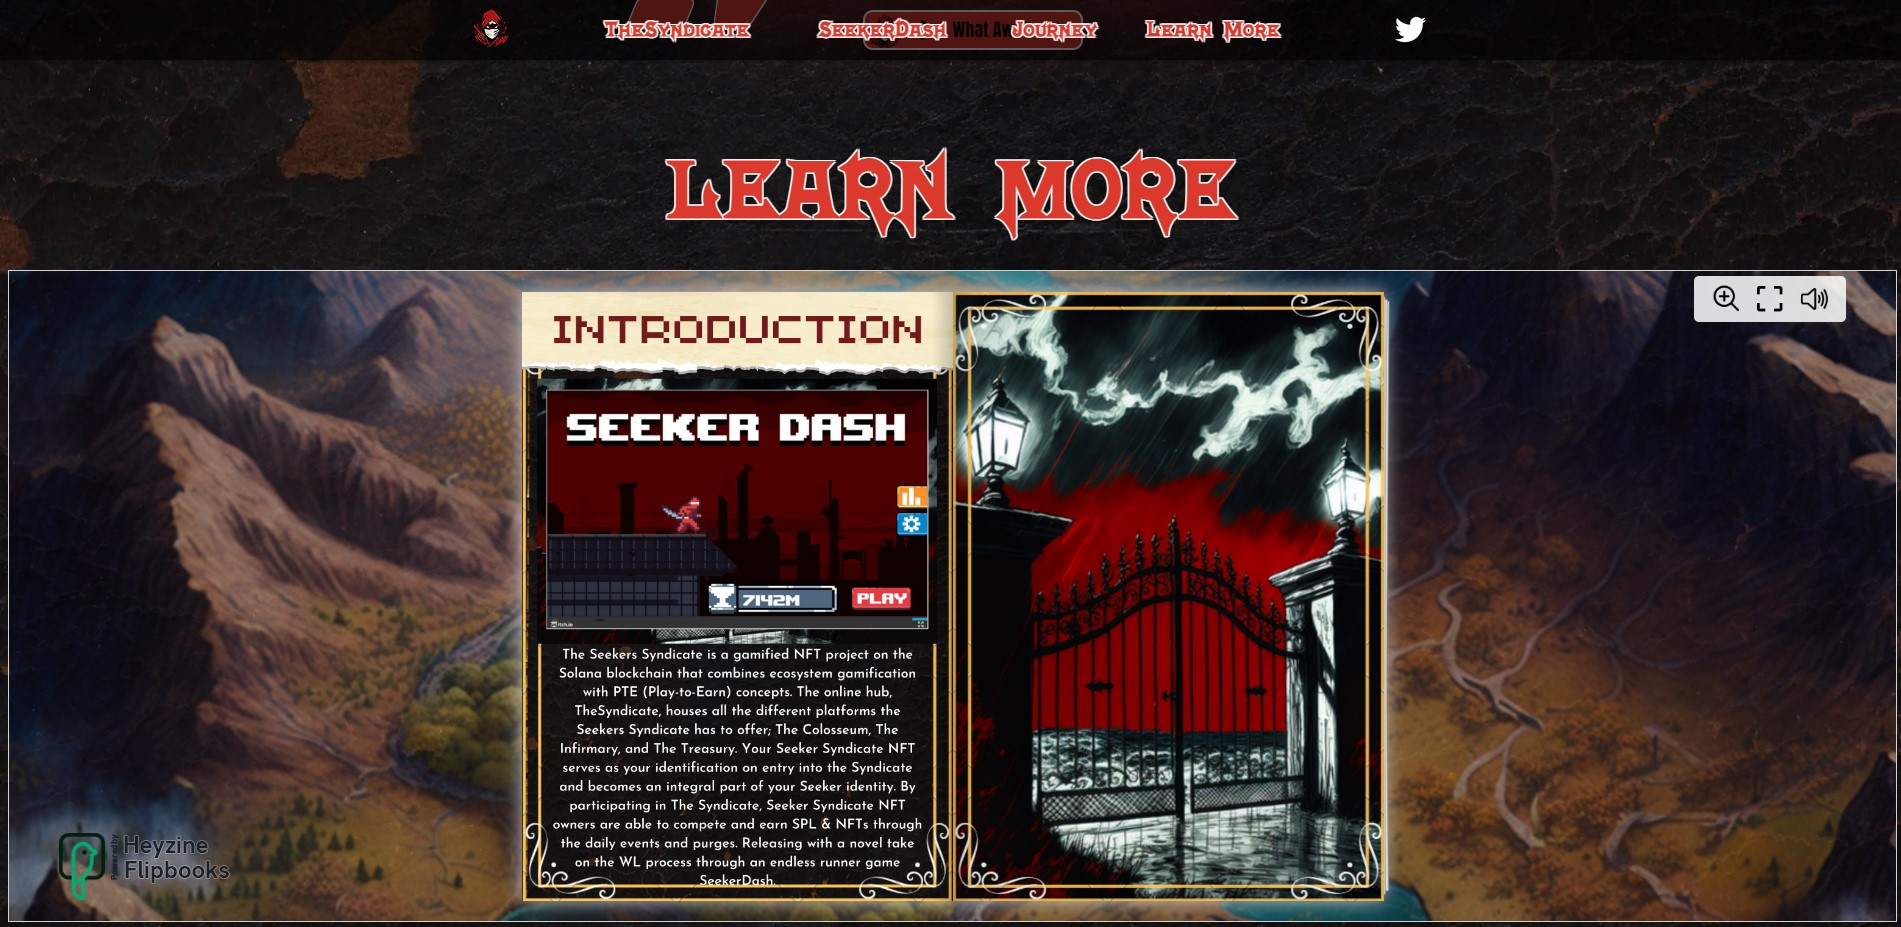 TheSyndicate SeekerDash What Aw Journey Learn More
Learn More
INTRODUCTION
SEEKER DASH
7142M PLAY
itch.io
The Seekers Syndicate is a gamified NFT project on the
Solana blockchain that combines ecosystem gamification
with PTE (Play-to-Earn) concepts. The online hub,
TheSyndicate, houses all the different platforms the
Seekers Syndicate has to offer; The Colosseum, The
Infirmary, and The Treasury. Your Seeker Syndicate NFT
serves as your identification on entry into the Syndicate
and becomes an integral part of your Seeker identity. By
participating in The Syndicate, Seeker Syndicate NFT
owners are able to compete and earn SPL & NFTs through
the daily events and purges. Releasing with a novel take
on the WL process through an endless runner game
SeekerDash.
Heyzine
Flipbooks